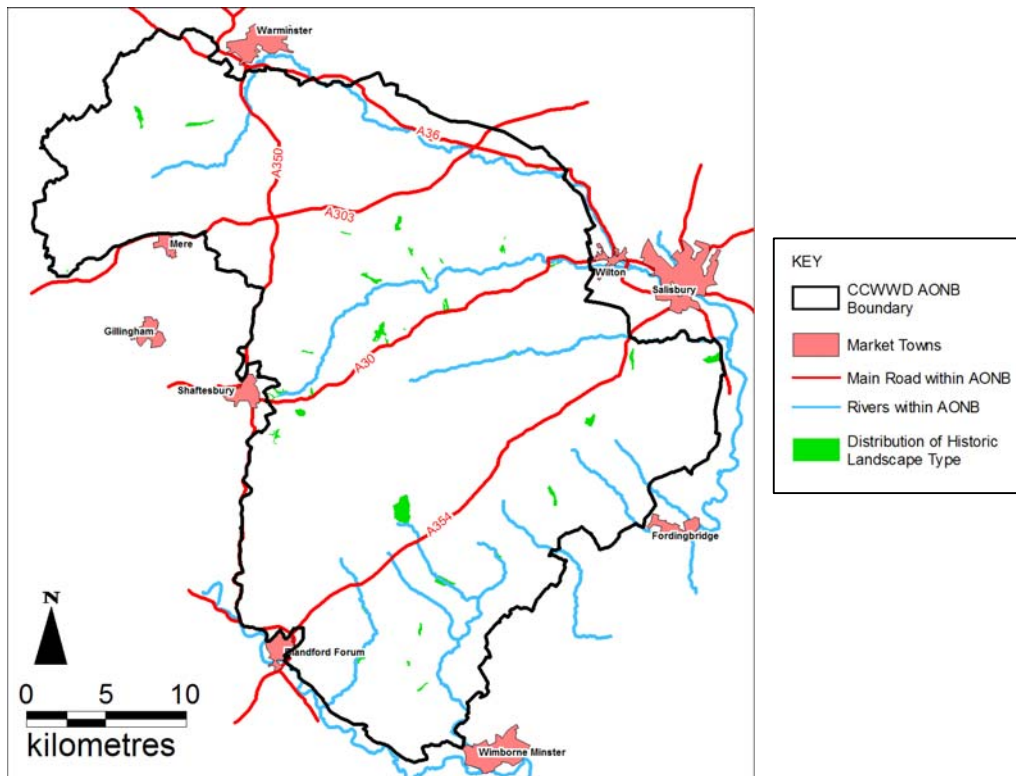 Warminster
A36
A350
A303
Mere
Wilton
Salisbury
Gillingham
A30
Shaftesbury
A354
Fordingbridge
N
Blandford Forum
0 5 10
kilometres
Wimborne Minster
KEY
CCWWD AONB
Boundary
Market Towns
Main Road within AONB
Rivers within AONB
Distribution of Historic
Landscape Type